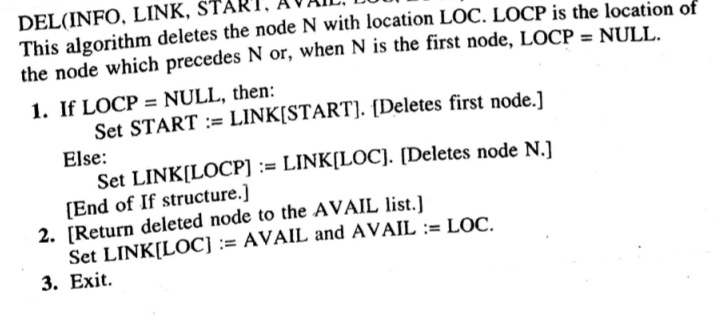 DEL(INFO, LINK, START, AVAIL,
This algorithm deletes the node N with location LOC. LOCP is the location of
the node which precedes N or, when N is the first node, LOCP = NULL.
1. If LOCP = NULL, then:
Set START := LINK[START]. [Deletes first node.]
Else:
Set LINK[LOCP] := LINK[LOC]. [Deletes node N.]
[End of If structure.]
2. [Return deleted node to the AVAIL list.]
Set LINK[LOC] := AVAIL and AVAIL := LOC.
3. Exit.